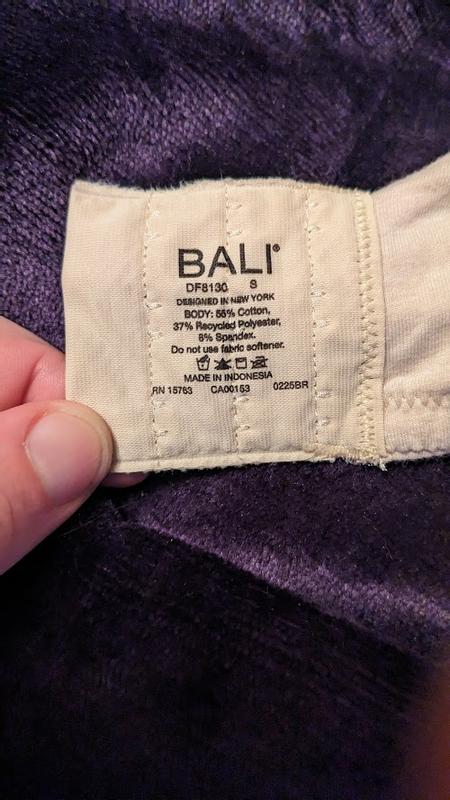 BALI®
DF8130 S
DESIGNED IN NEW YORK
BODY: 55% Cotton,
37% Recycled Polyester,
8% Spandex.
Do not use fabric softener.
MADE IN INDONESIA
RN 15763 CA00153 0225BR